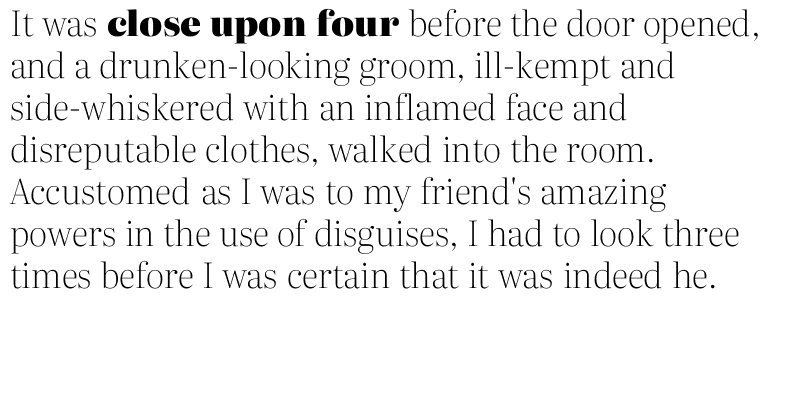 It was close upon four before the door opened,
and a drunken-looking groom, ill-kempt and
side-whiskered with an inflamed face and
disreputable clothes, walked into the room.
Accustomed as I was to my friend's amazing
powers in the use of disguises, I had to look three
times before I was certain that it was indeed he.